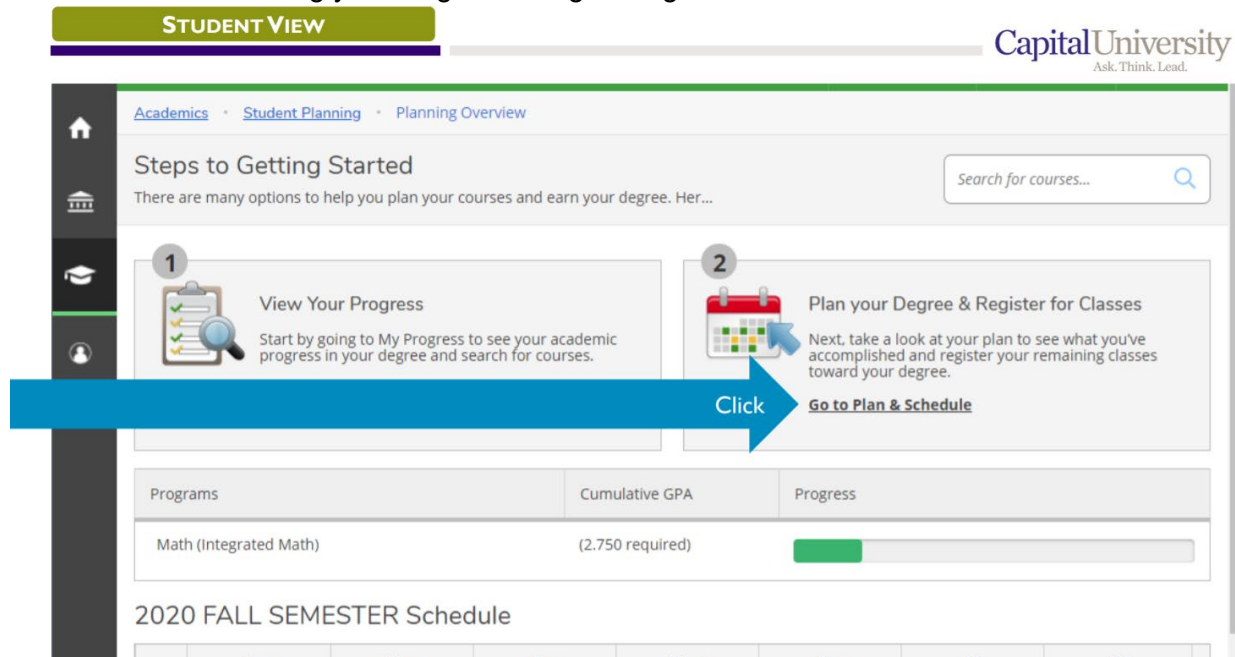 STUDENT VIEW
Capital University
Ask. Think. Lead.
Academics · Student Planning · Planning Overview
Steps to Getting Started
There are many options to help you plan your courses and earn your degree. Her...
Search for courses...
1
View Your Progress
Start by going to My Progress to see your academic
progress in your degree and search for courses.
2
Plan your Degree & Register for Classes
Next, take a look at your plan to see what you've
accomplished and register your remaining classes
toward your degree.
Click
Go to Plan & Schedule
Programs Cumulative GPA Progress
Math (Integrated Math) (2.750 required)
2020 FALL SEMESTER Schedule